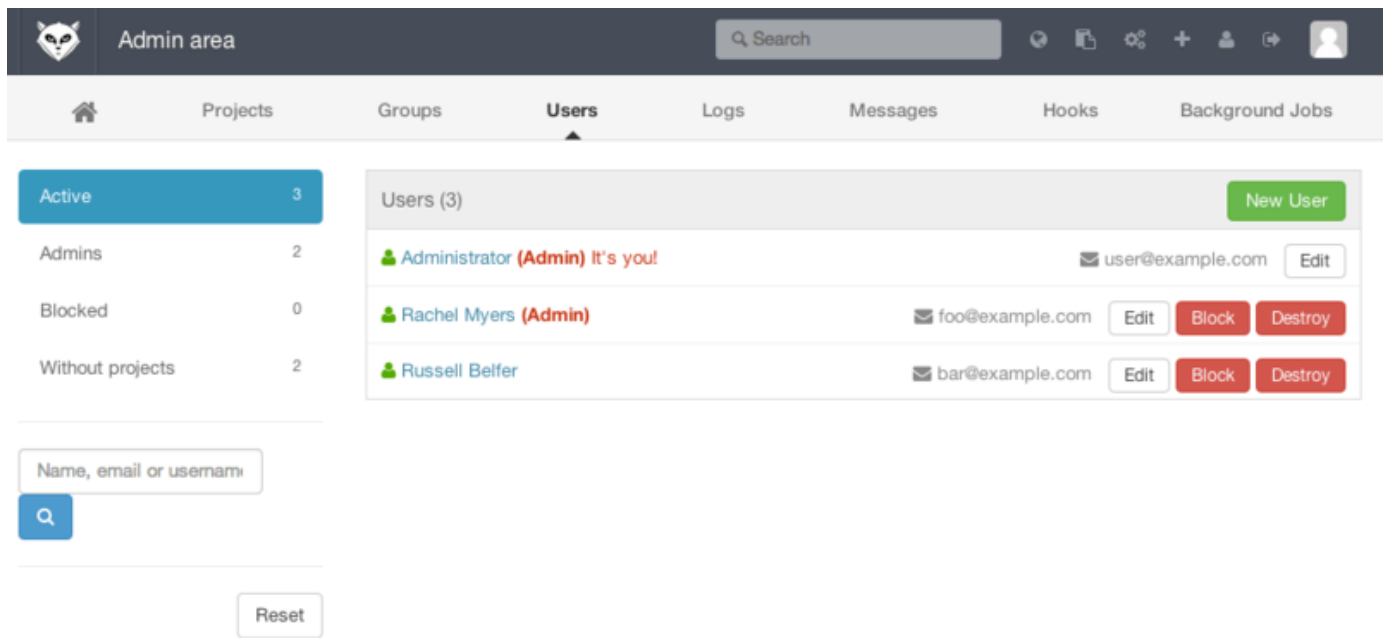 Admin area
Search
Projects Groups Users Logs Messages Hooks Background Jobs
Active 3
Admins 2
Blocked 0
Without projects 2
Name, email or usernam
Reset
Users (3) New User
Administrator (Admin) It's you! user@example.com Edit
Rachel Myers (Admin) foo@example.com Edit Block Destroy
Russell Belfer bar@example.com Edit Block Destroy